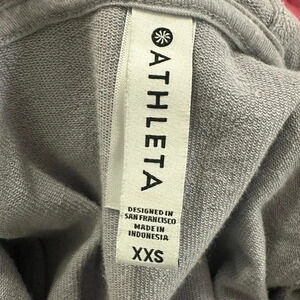 ATHLETA
DESIGNED IN
SAN FRANCISCO
MADE IN
INDONESIA
XXS